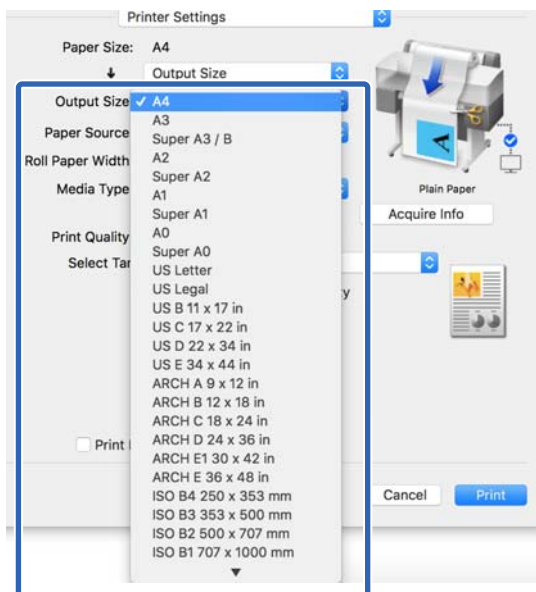 Printer Settings
Paper Size: A4
Output Size
Output Size ✓ A4
A3
Paper Source
Super A3 / B
Roll Paper Width
A2
Super A2
Media Type
A1
Plain Paper
Super A1
Acquire Info
Print Quality
A0
Super A0
Select Tar
US Letter
US Legal
y
US B 11 x 17 in
US C 17 x 22 in
US D 22 x 34 in
US E 34 x 44 in
ARCH A 9 x 12 in
ARCH B 12 x 18 in
ARCH C 18 x 24 in
ARCH D 24 x 36 in
Print
ARCH E1 30 x 42 in
ARCH E 36 x 48 in
ISO B4 250 x 353 mm
Cancel Print
ISO B3 353 x 500 mm
ISO B2 500 x 707 mm
ISO B1 707 x 1000 mm